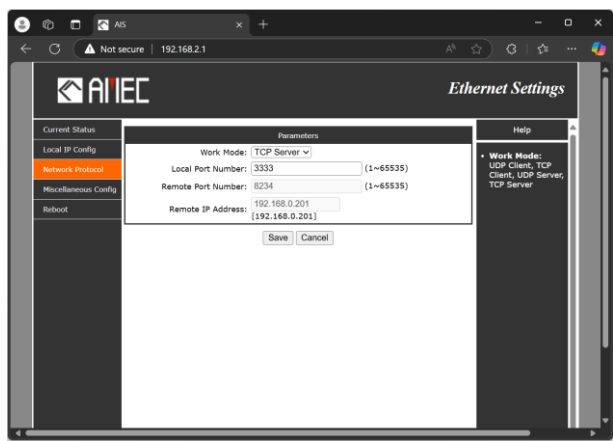 AIS
Not secure | 192.168.2.1
AMEC
Ethernet Settings
Current Status
Local IP Config
Network Protocol
Miscellaneous Config
Reboot
Parameters
Work Mode: TCP Server
Local Port Number: 3333 (1~65535)
Remote Port Number: 8234 (1~65535)
Remote IP Address: 192.168.0.201
[192.168.0.201]
Save Cancel
Help
• Work Mode:
UDP Client, TCP
Client, UDP Server,
TCP Server